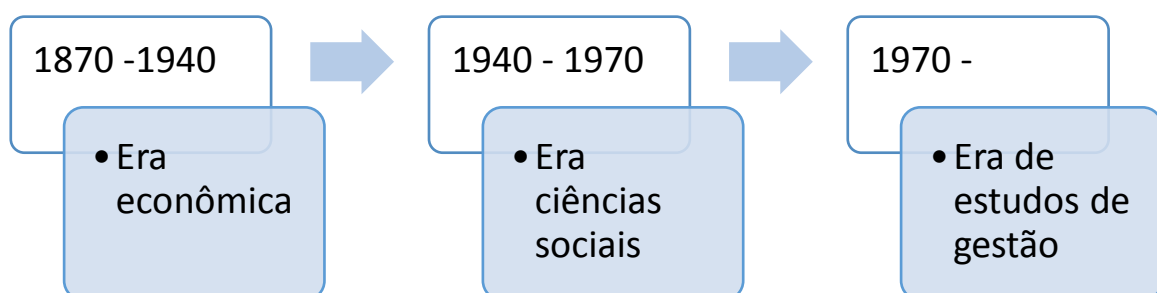 1870 -1940
• Era
econômica
1940 - 1970
• Era
ciências
sociais
1970 -
• Era de
estudos de
gestão